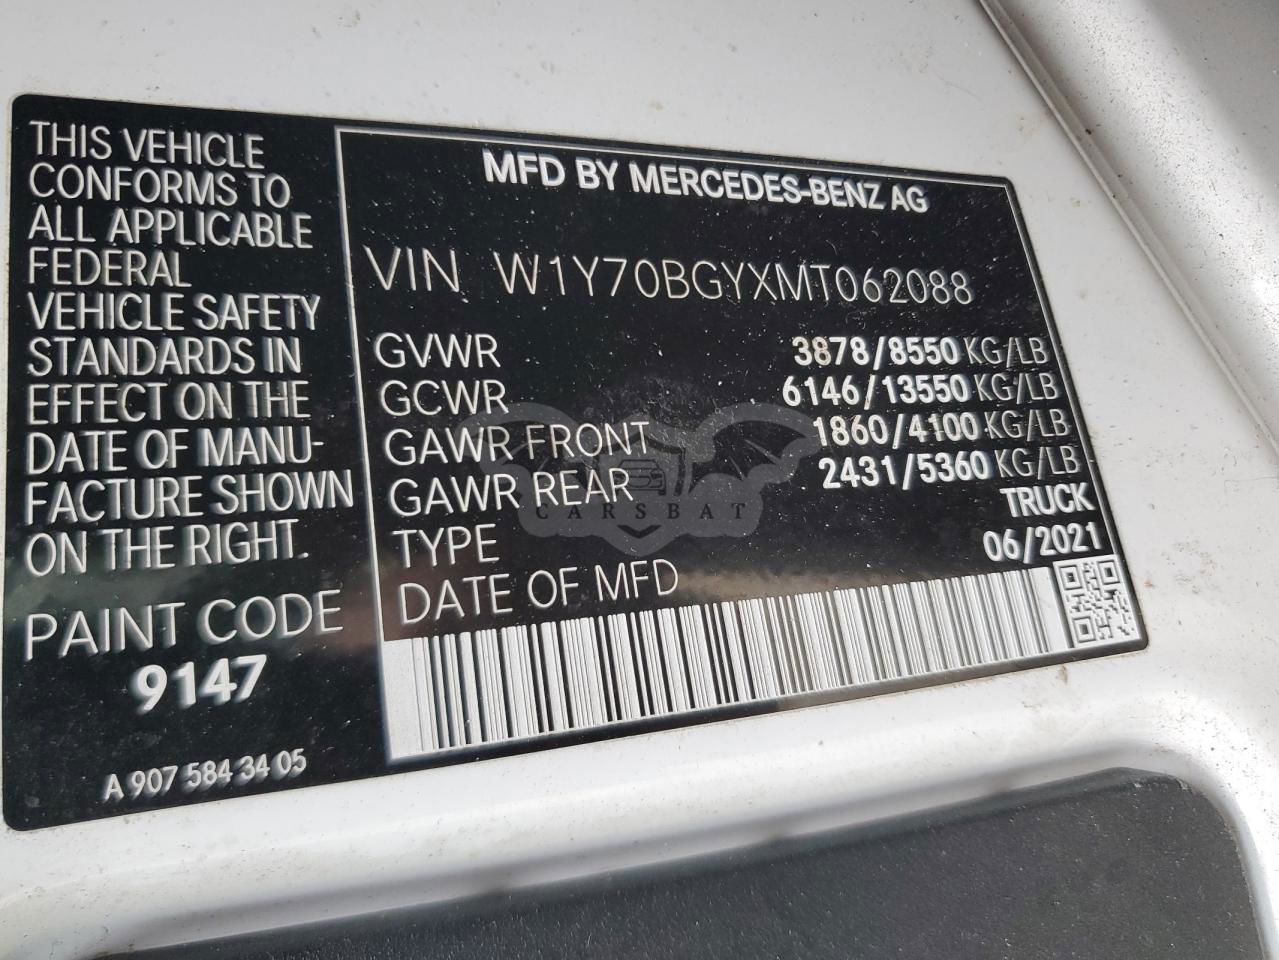 THIS VEHICLE
CONFORMS TO
ALL APPLICABLE
FEDERAL
VEHICLE SAFETY
STANDARDS IN
EFFECT ON THE
DATE OF MANU-
FACTURE SHOWN
ON THE RIGHT.
PAINT CODE
9147
A 907 584 34 05
MFD BY MERCEDES-BENZ AG
VIN W1Y70BGYXMT062088
GVWR 3878/8550 KG/LB
GCWR 6146/13550 KG/LB
GAWR FRONT 1860/4100 KG/LB
GAWR REAR 2431/5360 KG/LB
TYPE TRUCK
DATE OF MFD 06/2021
CARSBAT